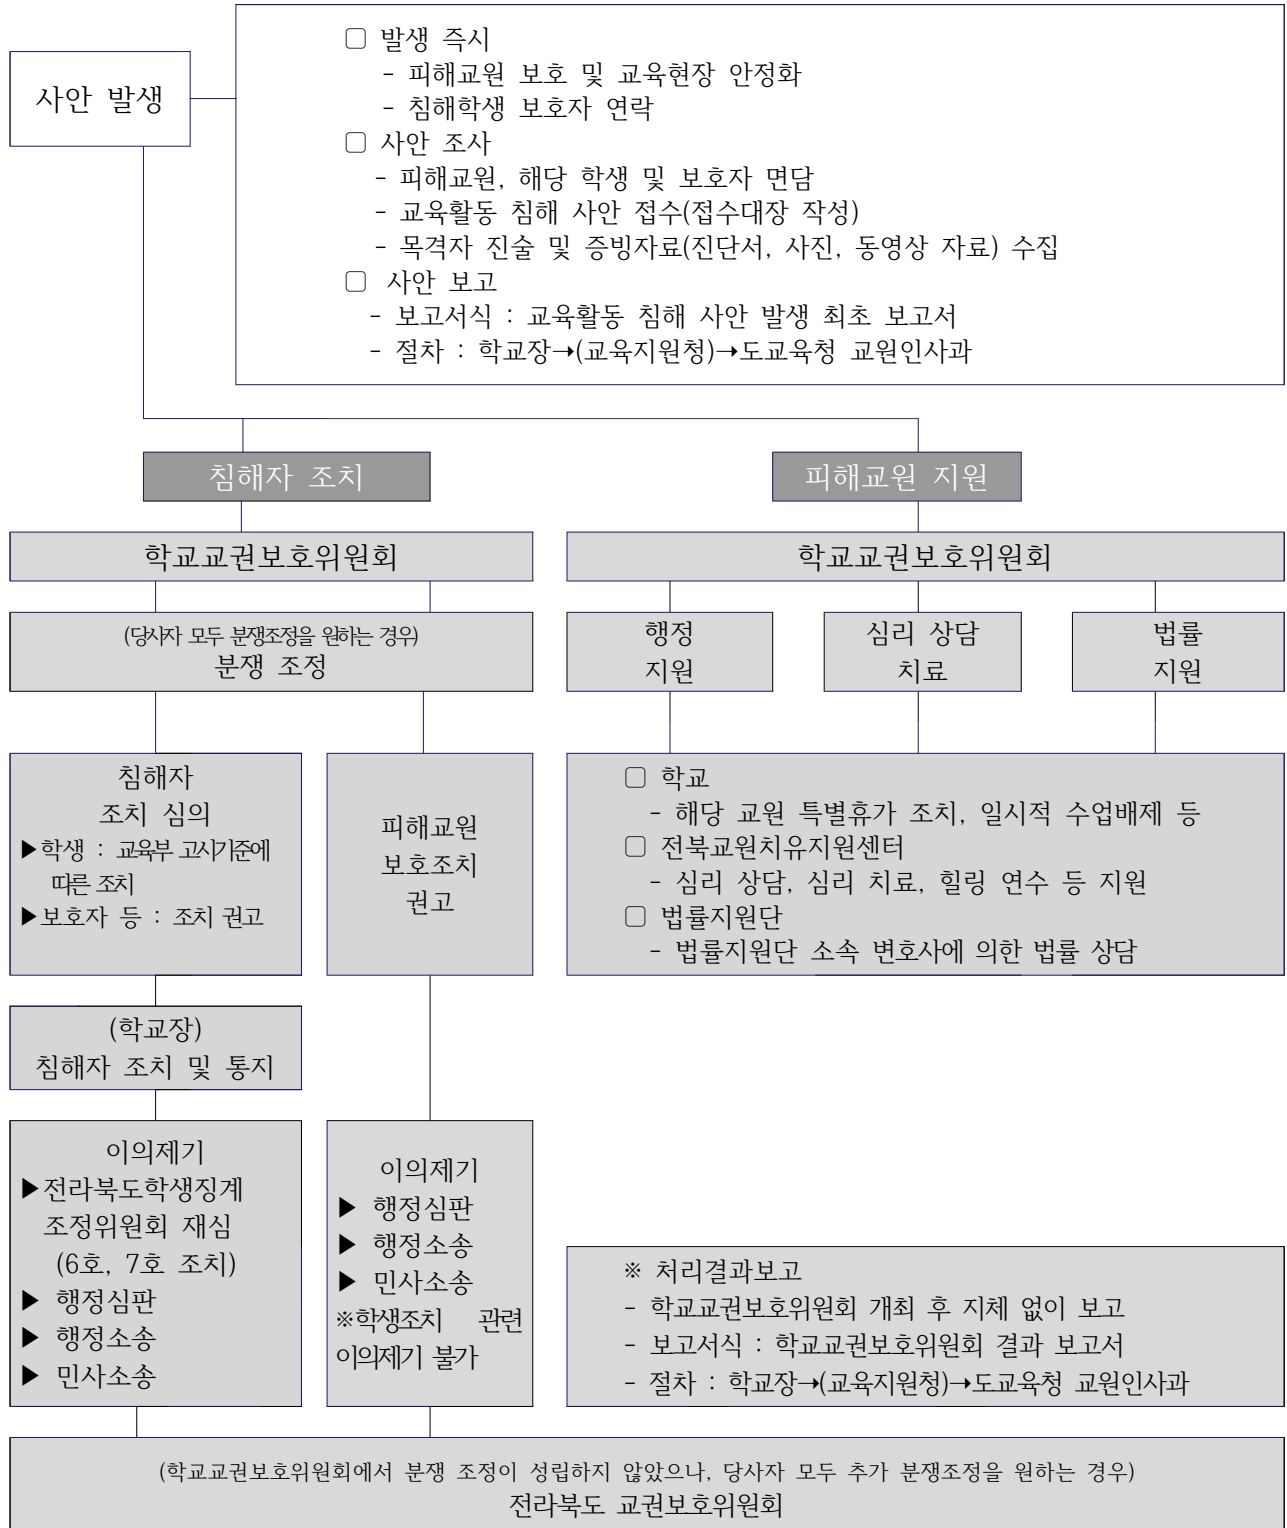 사안 발생
▢ 발생 즉시
- 피해교원 보호 및 교육현장 안정화
- 침해학생 보호자 연락
▢ 사안 조사
- 피해교원, 해당 학생 및 보호자 면담
- 교육활동 침해 사안 접수(접수대장 작성)
- 목격자 진술 및 증빙자료(진단서, 사진, 동영상 자료) 수집
▢ 사안 보고
- 보고서식 : 교육활동 침해 사안 발생 최초 보고서
- 절차 : 학교장→(교육지원청)→도교육청 교원인사과
침해자 조치
학교교권보호위원회
(당사자 모두 분쟁조정을 원하는 경우)
분쟁 조정
침해자
조치 심의
▶학생 : 교육부 고시기준에
따른 조치
▶보호자 등 : 조치 권고
피해교원
보호조치
권고
(학교장)
침해자 조치 및 통지
이의제기
▶전라북도학생징계
조정위원회 재심
(6호, 7호 조치)
▶ 행정심판
▶ 행정소송
▶ 민사소송
이의제기
▶ 행정심판
▶ 행정소송
▶ 민사소송
※학생조치 관련
이의제기 불가
피해교원 지원
학교교권보호위원회
행정
지원
심리 상담
치료
법률
지원
▢ 학교
- 해당 교원 특별휴가 조치, 일시적 수업배제 등
▢ 전북교원치유지원센터
- 심리 상담, 심리 치료, 힐링 연수 등 지원
▢ 법률지원단
- 법률지원단 소속 변호사에 의한 법률 상담
※ 처리결과보고
- 학교교권보호위원회 개최 후 지체 없이 보고
- 보고서식 : 학교교권보호위원회 결과 보고서
- 절차 : 학교장→(교육지원청)→도교육청 교원인사과
(학교교권보호위원회에서 분쟁 조정이 성립하지 않았으나, 당사자 모두 추가 분쟁조정을 원하는 경우)
전라북도 교권보호위원회